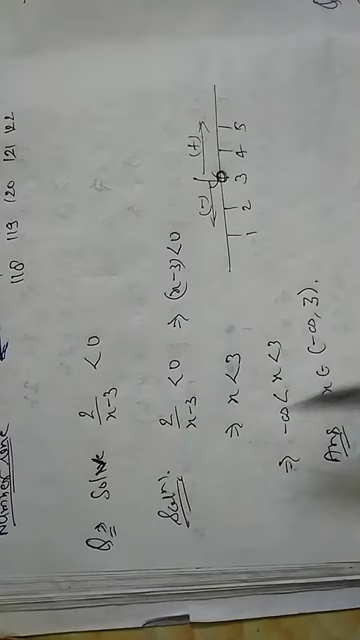 Number Line
118 119 120 121 122
Q⇒ Solve 2/(x-3) < 0
Soln. 2/(x-3) < 0 ⇒ (x-3) < 0
⇒ x < 3
(-) (+)
1 2 3 4 5
⇒ -∞ < x < 3
Ans x ∈ (-∞, 3).